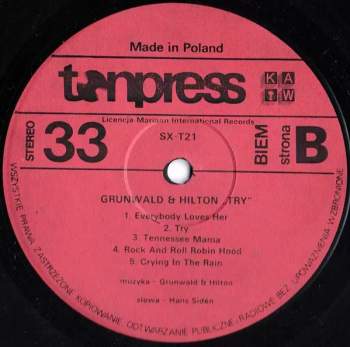 Made in Poland
tonpress
KAW
Licencja Marmon International Records
STEREO
33
SX-T21
BIEM
strona
B
GRUNWALD & HILTON „TRY"
1. Everybody Loves Her
2. Try
3. Tennessee Mama
4. Rock And Roll Robin Hood
5. Crying In The Rain
muzyka - Grunwald & Hilton
słowa - Hans Sidén
WSZYSTKIE PRAWA ZASTRZEŻONE KOPIOWANIE ODTWARZANIE PUBLICZNE I RADIOWE BEZ UPOWAŻNIENIA WZBRONIONE